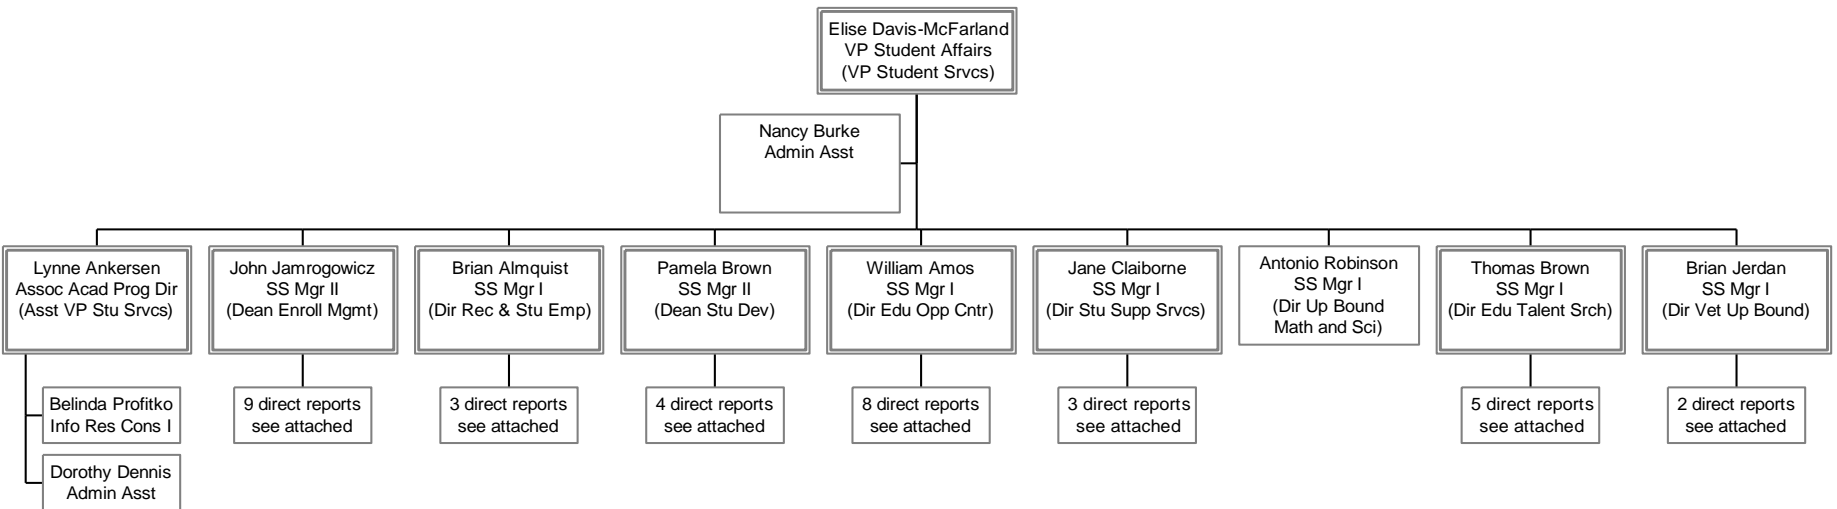 Elise Davis-McFarland
VP Student Affairs
(VP Student Srvcs)
Nancy Burke
Admin Asst
Lynne Ankersen
Assoc Acad Prog Dir
(Asst VP Stu Srvcs)
John Jamrogowicz
SS Mgr II
(Dean Enroll Mgmt)
Brian Almquist
SS Mgr I
(Dir Rec & Stu Emp)
Pamela Brown
SS Mgr II
(Dean Stu Dev)
William Amos
SS Mgr I
(Dir Edu Opp Cntr)
Jane Claiborne
SS Mgr I
(Dir Stu Supp Srvcs)
Antonio Robinson
SS Mgr I
(Dir Up Bound
Math and Sci)
Thomas Brown
SS Mgr I
(Dir Edu Talent Srch)
Brian Jerdan
SS Mgr I
(Dir Vet Up Bound)
Belinda Profitko
Info Res Cons I
Dorothy Dennis
Admin Asst
9 direct reports
see attached
3 direct reports
see attached
4 direct reports
see attached
8 direct reports
see attached
3 direct reports
see attached
5 direct reports
see attached
2 direct reports
see attached